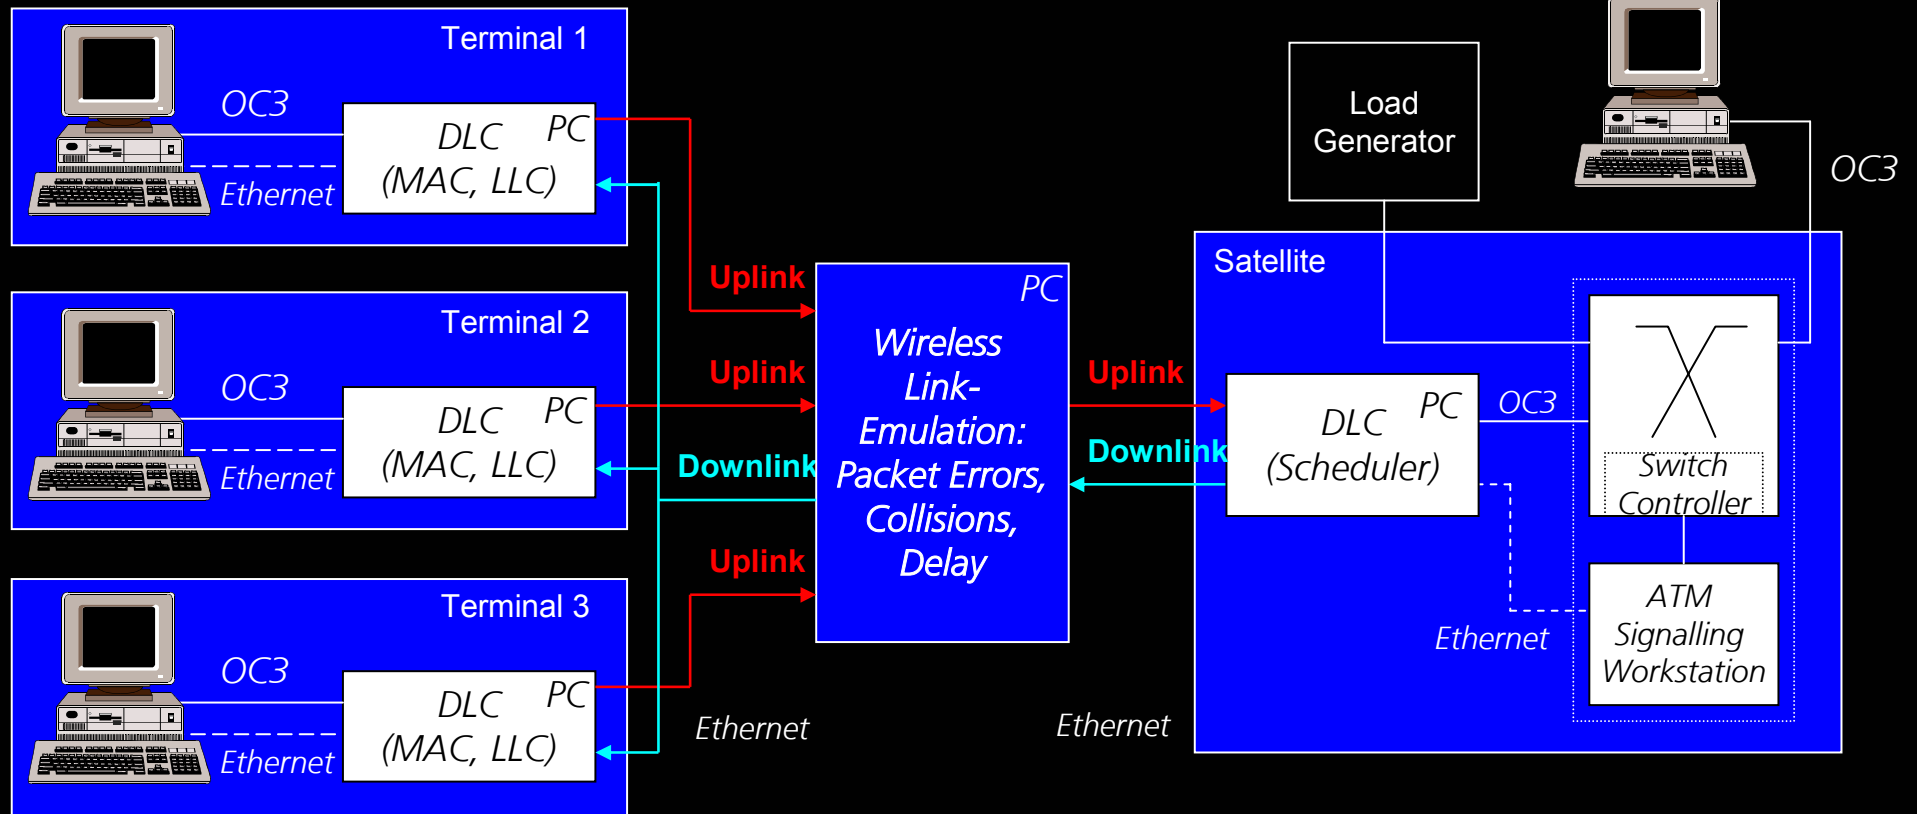 Terminal 1
OC3
DLC
PC
(MAC, LLC)
Ethernet
Terminal 2
OC3
DLC
PC
(MAC, LLC)
Ethernet
Terminal 3
OC3
DLC
PC
(MAC, LLC)
Ethernet
Uplink
Uplink
Downlink
Uplink
Ethernet
PC
Wireless
Link-
Emulation:
Packet Errors,
Collisions,
Delay
Uplink
Downlink
Ethernet
Load
Generator
OC3
Satellite
DLC
PC
(Scheduler)
OC3
Switch
Controller
Ethernet
ATM
Signalling
Workstation